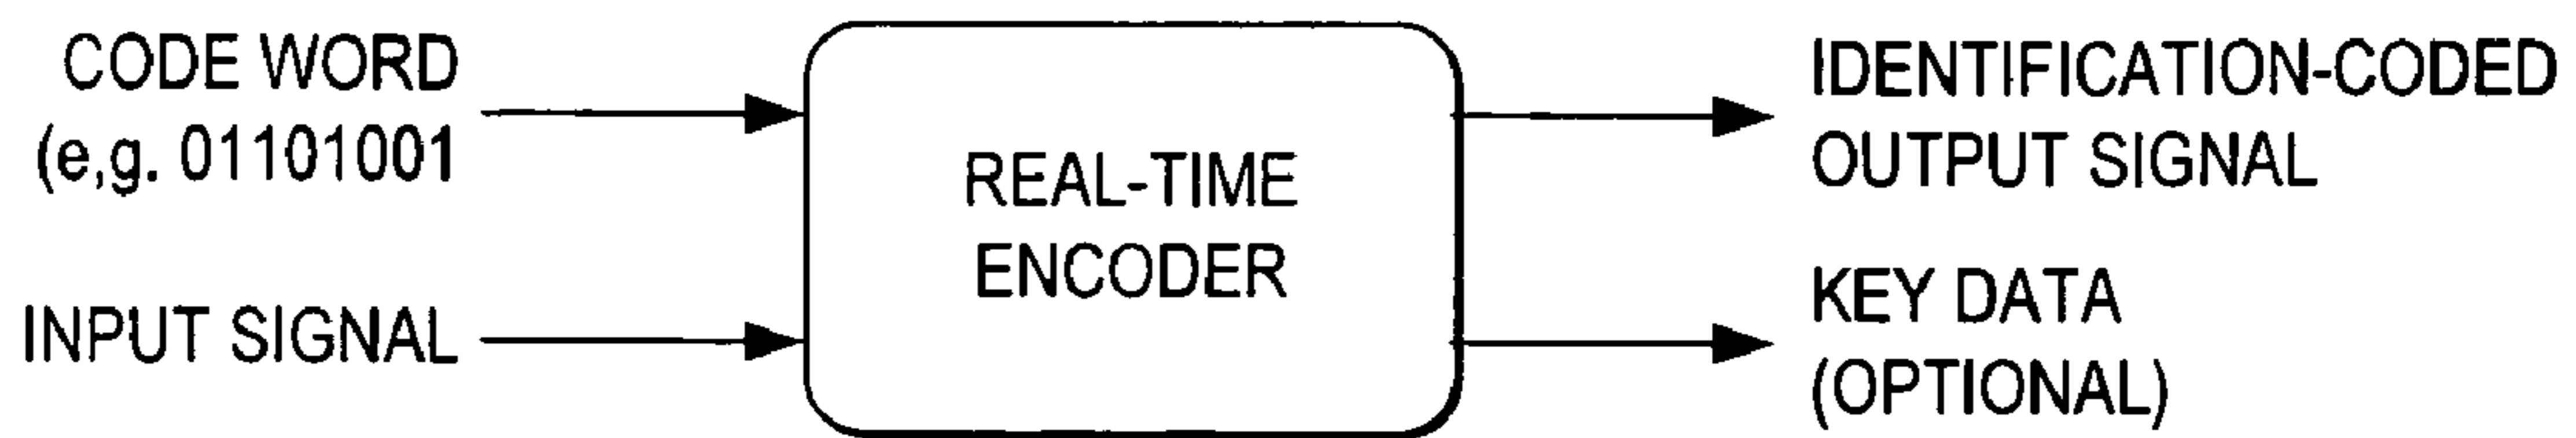 CODE WORD
(e,g. 01101001
INPUT SIGNAL
REAL-TIME
ENCODER
IDENTIFICATION-CODED
OUTPUT SIGNAL
KEY DATA
(OPTIONAL)